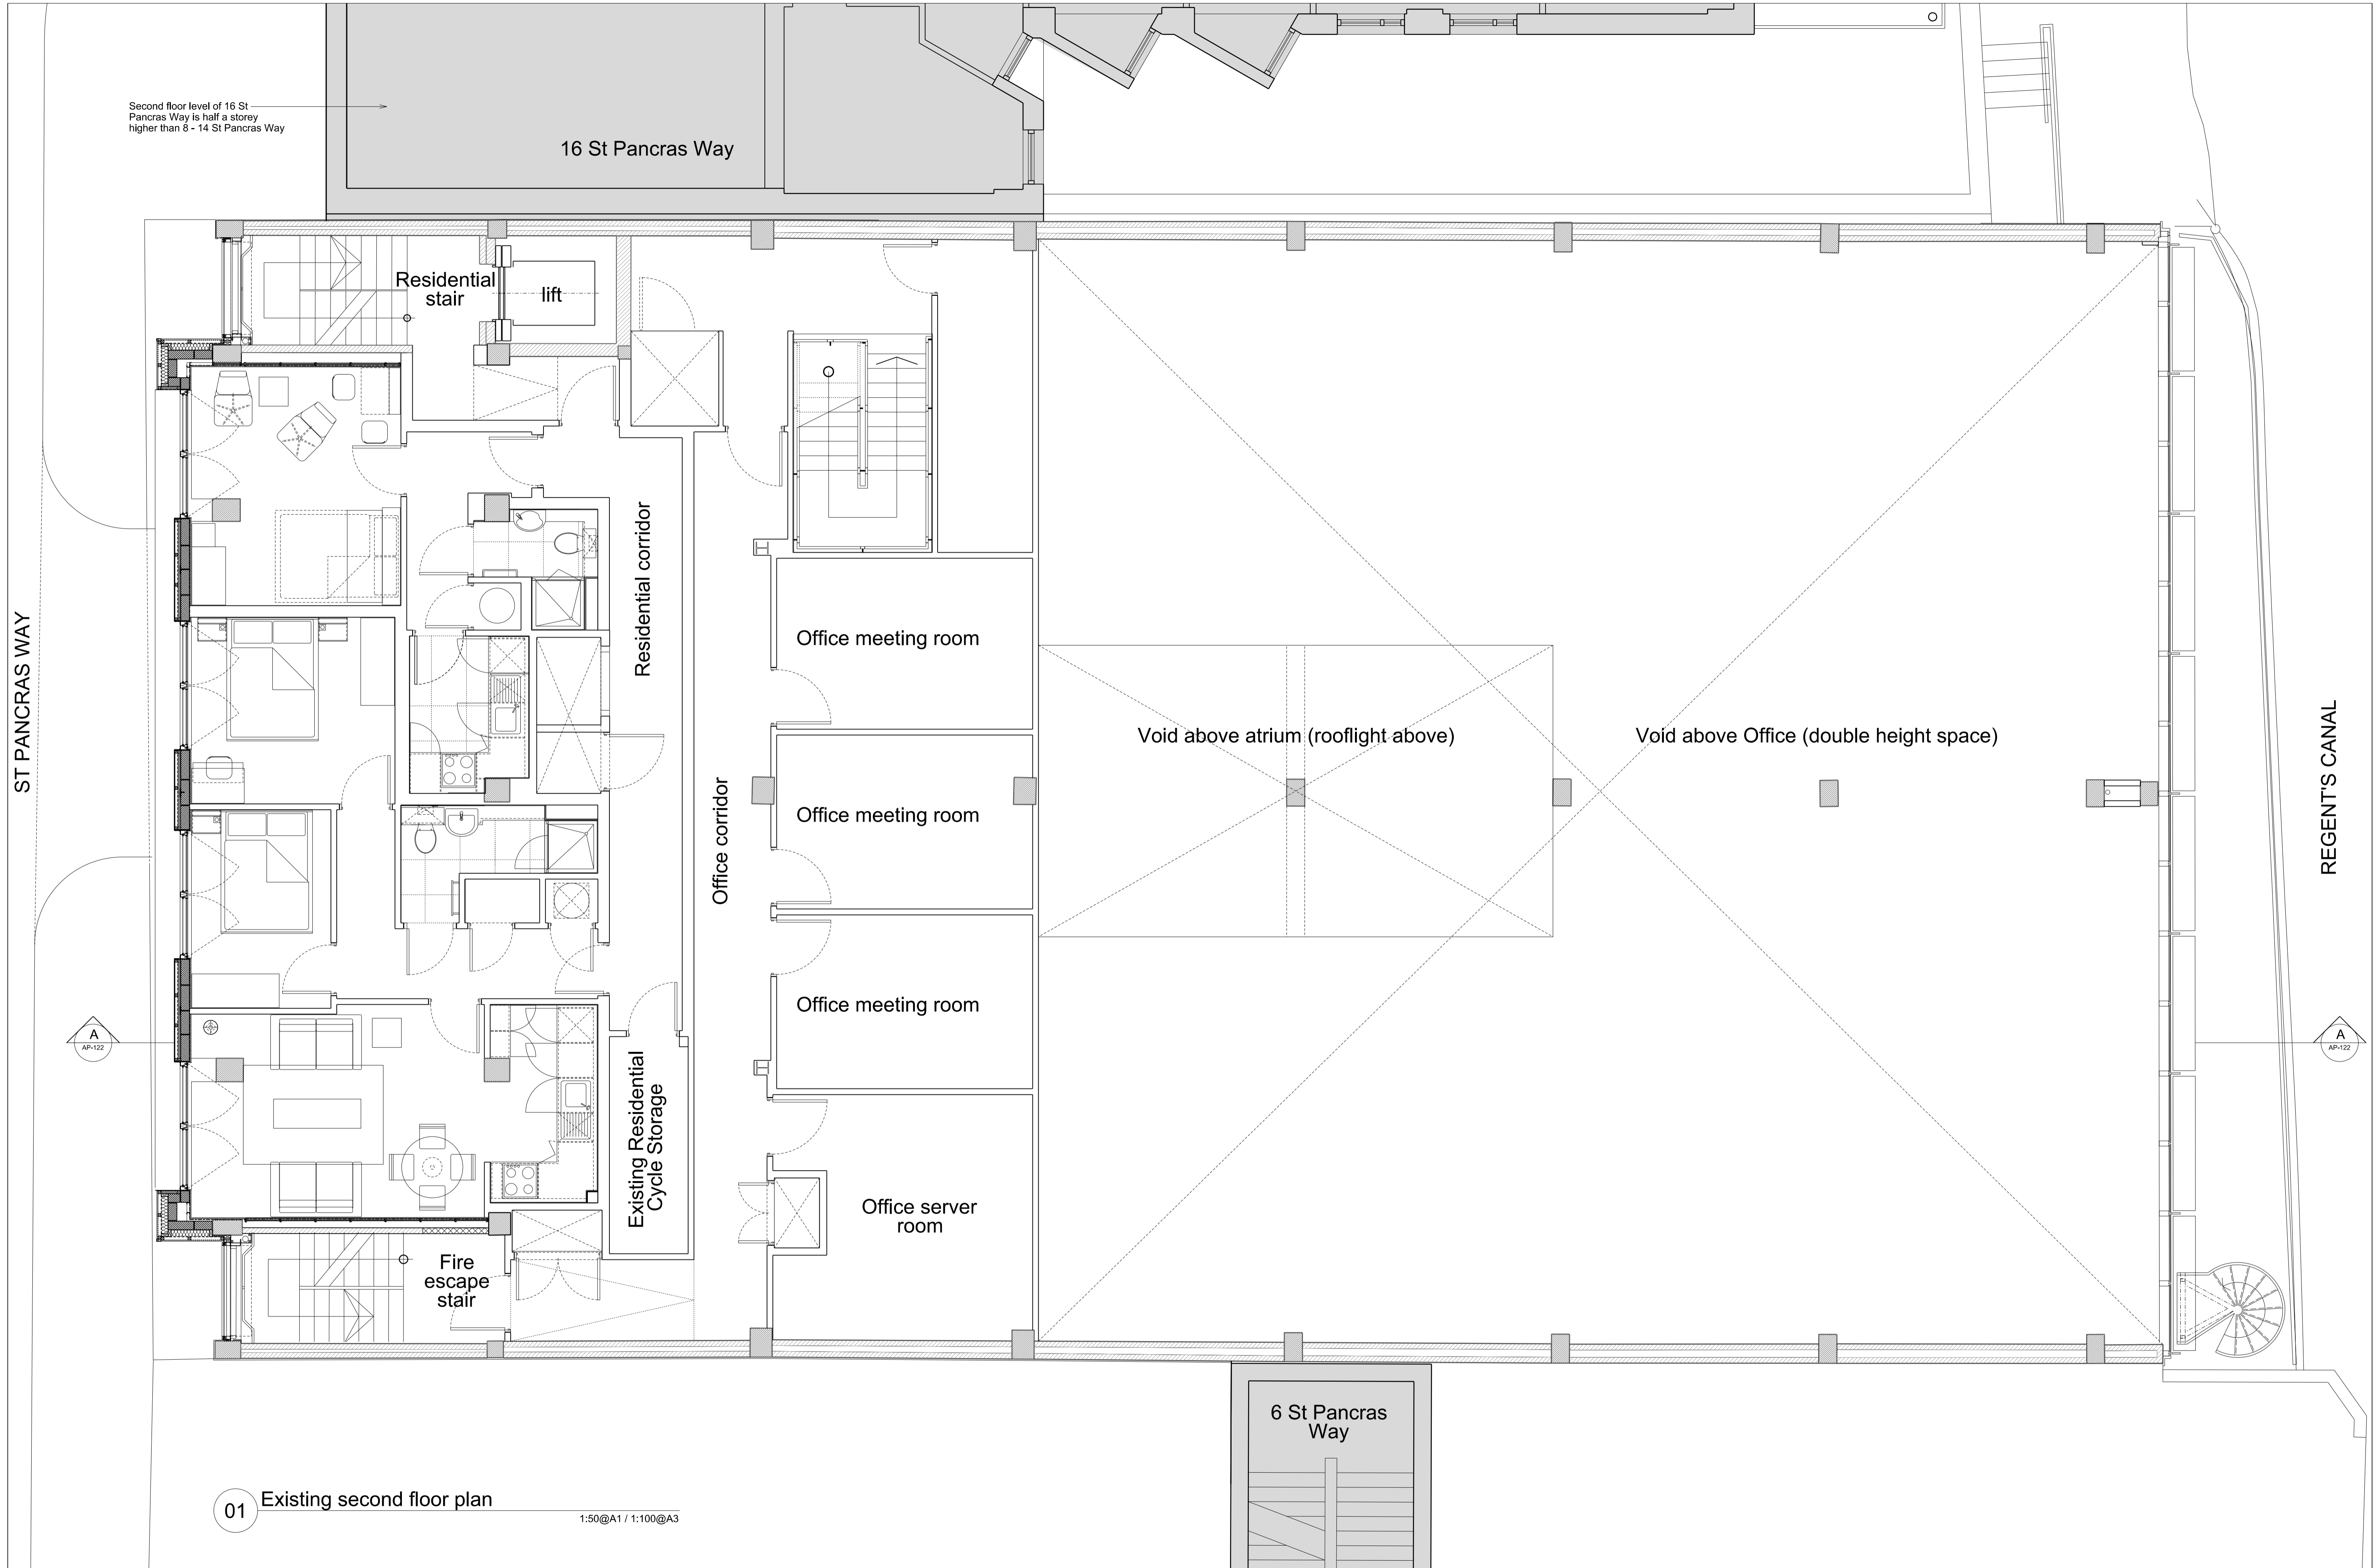 Second floor level of 16 St
Pancras Way is half a storey
higher than 8 - 14 St Pancras Way
16 St Pancras Way
Residential
stair
lift
ST PANCRAS WAY
Residential corridor
Office corridor
Office meeting room
Office meeting room
Office meeting room
Void above atrium (rooflight above)
Void above Office (double height space)
REGENT'S CANAL
A
AP-122
A
AP-122
Existing Residential
Cycle Storage
Office server
room
Fire
escape
stair
6 St Pancras
Way
01
Existing second floor plan
1:50@A1 / 1:100@A3